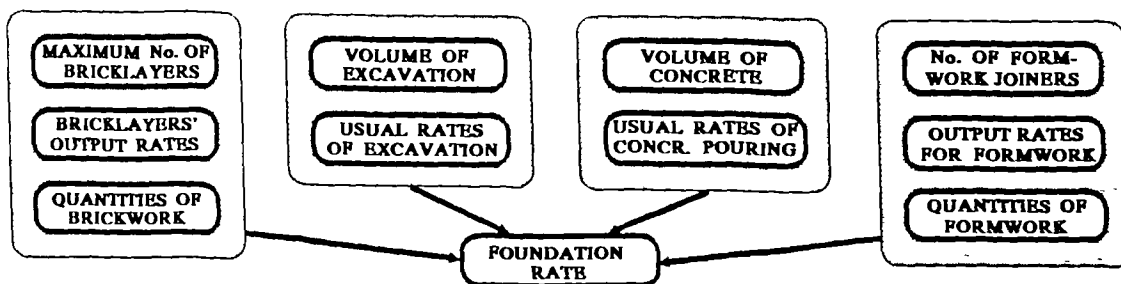 MAXIMUM No. OF
BRICKLAYERS
BRICKLAYERS'
OUTPUT RATES
QUANTITIES OF
BRICKWORK
VOLUME OF
EXCAVATION
USUAL RATES
OF EXCAVATION
VOLUME OF
CONCRETE
USUAL RATES OF
CONCR. POURING
No. OF FORM-
WORK JOINERS
OUTPUT RATES
FOR FORMWORK
QUANTITIES OF
FORMWORK
FOUNDATION
RATE